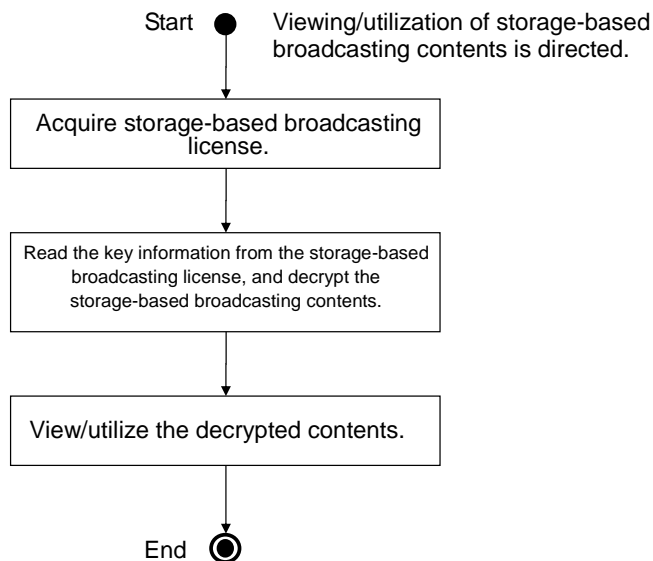 Start
Viewing/utilization of storage-based
broadcasting contents is directed.
Acquire storage-based broadcasting
license.
Read the key information from the storage-based
broadcasting license, and decrypt the
storage-based broadcasting contents.
View/utilize the decrypted contents.
End